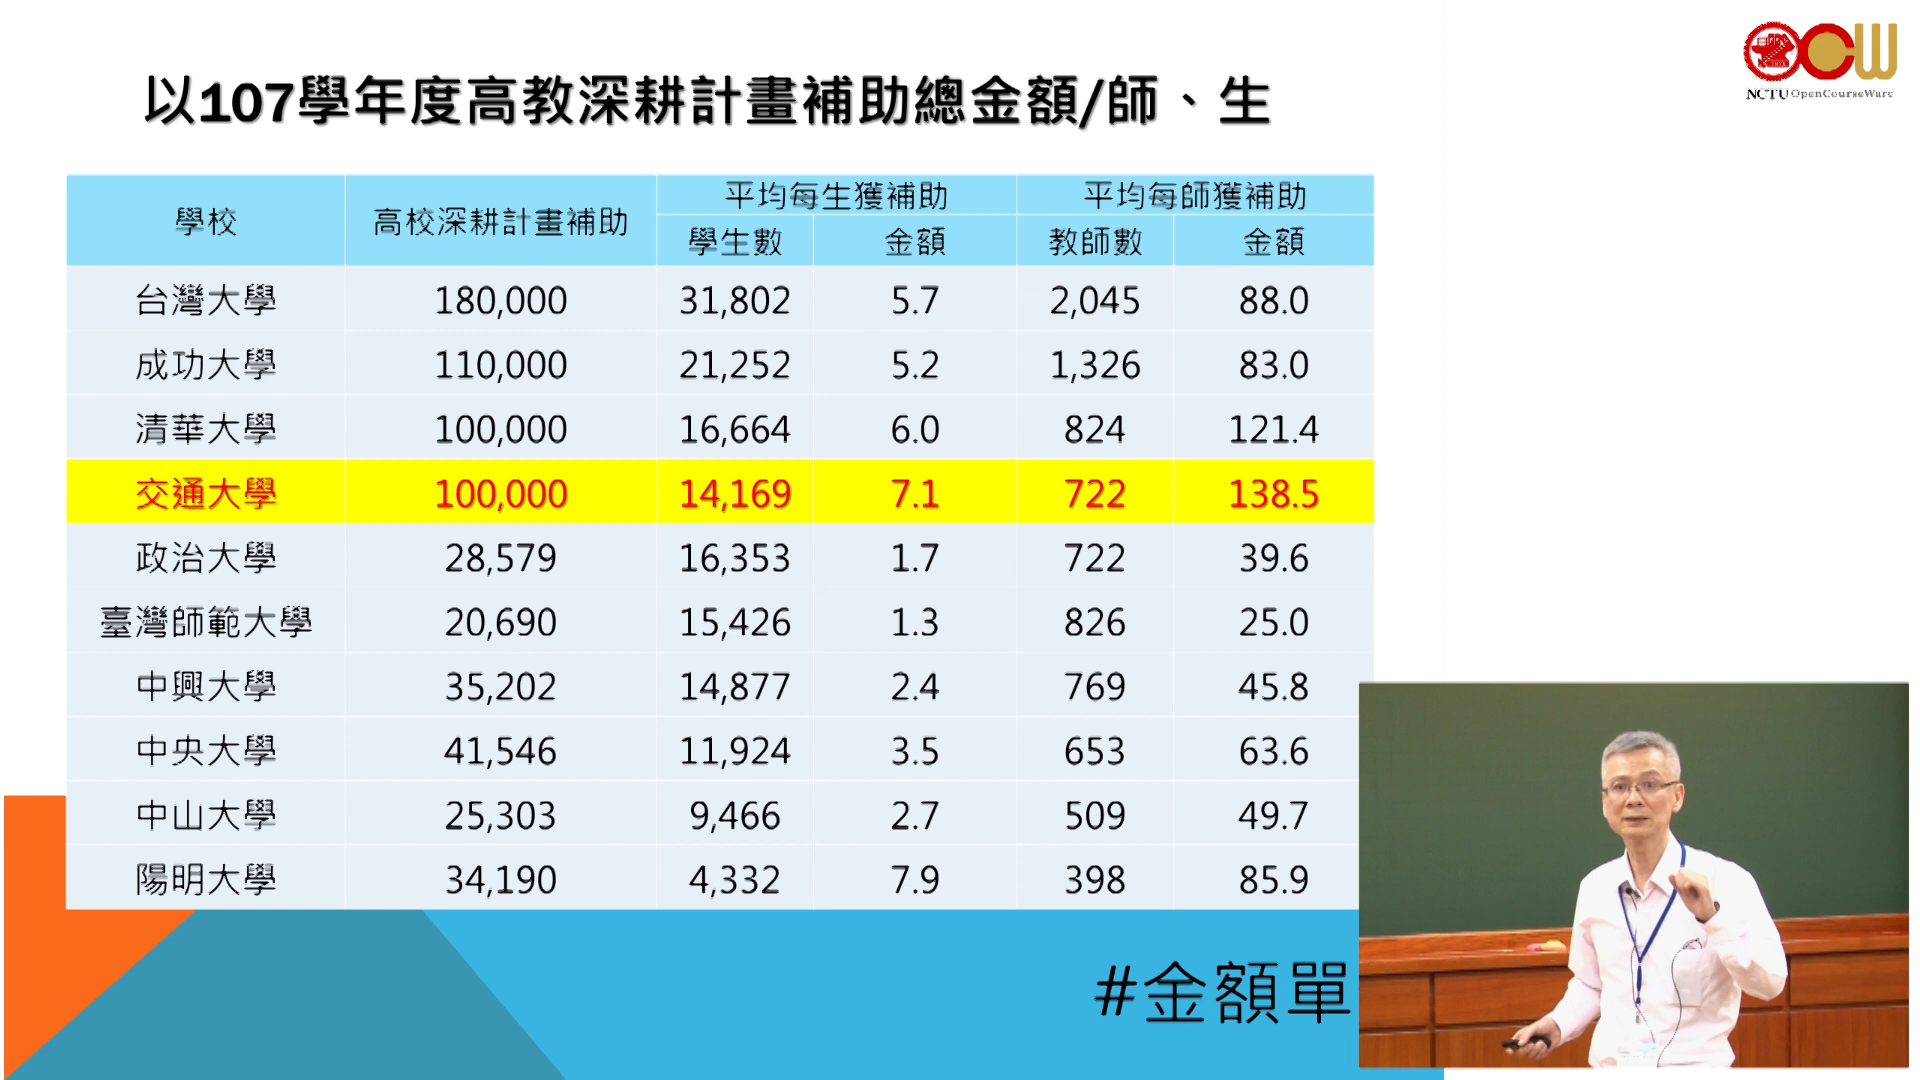 以107學年度高教深耕計畫補助總金額/師、生
NCTU OpenCourseWare
學校 高校深耕計畫補助 平均每生獲補助 平均每師獲補助
學生數 金額 教師數 金額
台灣大學 180,000 31,802 5.7 2,045 88.0
成功大學 110,000 21,252 5.2 1,326 83.0
清華大學 100,000 16,664 6.0 824 121.4
交通大學 100,000 14,169 7.1 722 138.5
政治大學 28,579 16,353 1.7 722 39.6
臺灣師範大學 20,690 15,426 1.3 826 25.0
中興大學 35,202 14,877 2.4 769 45.8
中央大學 41,546 11,924 3.5 653 63.6
中山大學 25,303 9,466 2.7 509 49.7
陽明大學 34,190 4,332 7.9 398 85.9
#金額單